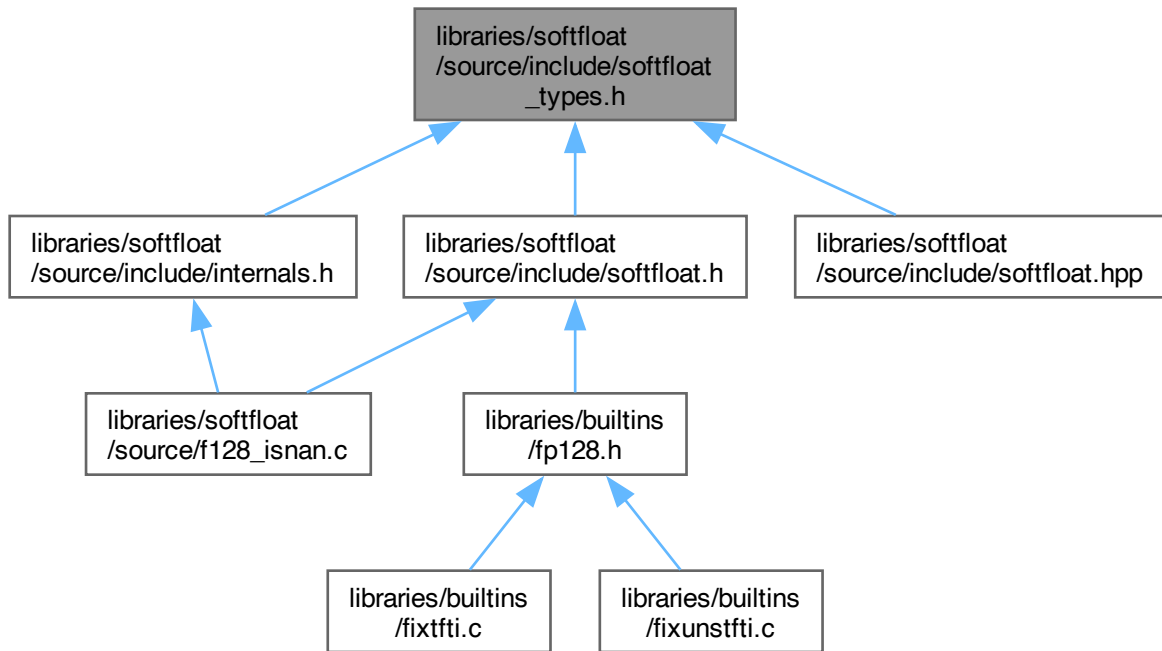 libraries/softfloat
/source/include/softfloat
_types.h
libraries/softfloat
/source/include/internals.h
libraries/softfloat
/source/include/softfloat.h
libraries/softfloat
/source/include/softfloat.hpp
libraries/softfloat
/source/f128_isnan.c
libraries/builtins
/fp128.h
libraries/builtins
/fixtfti.c
libraries/builtins
/fixunstfti.c